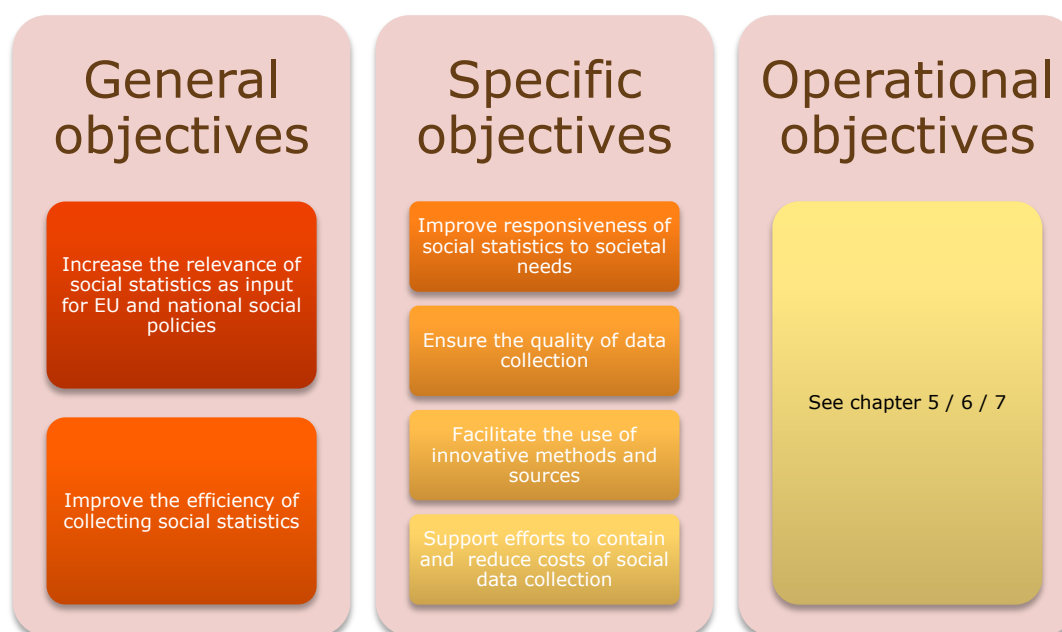 General
objectives
Increase the relevance of
social statistics as input
for EU and national social
policies
Improve the efficiency of
collecting social statistics
Specific
objectives
Improve responsiveness of
social statistics to societal
needs
Ensure the quality of data
collection
Facilitate the use of
innovative methods and
sources
Support efforts to contain
and  reduce costs of social
data collection
Operational
objectives
See chapter 5 / 6 / 7